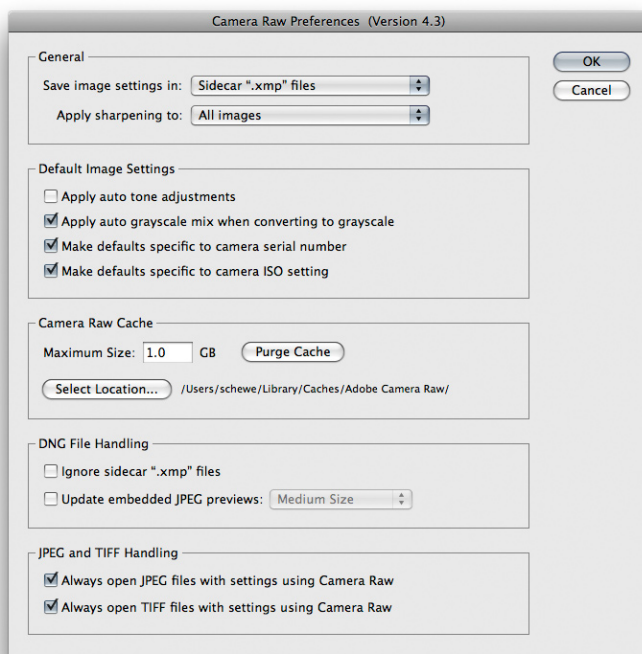 Camera Raw Preferences (Version 4.3)
General
Save image settings in: Sidecar ".xmp" files
Apply sharpening to: All images
OK
Cancel
Default Image Settings
Apply auto tone adjustments
Apply auto grayscale mix when converting to grayscale
Make defaults specific to camera serial number
Make defaults specific to camera ISO setting
Camera Raw Cache
Maximum Size: 1.0 GB Purge Cache
Select Location... /Users/schewe/Library/Caches/Adobe Camera Raw/
DNG File Handling
Ignore sidecar ".xmp" files
Update embedded JPEG previews: Medium Size
JPEG and TIFF Handling
Always open JPEG files with settings using Camera Raw
Always open TIFF files with settings using Camera Raw